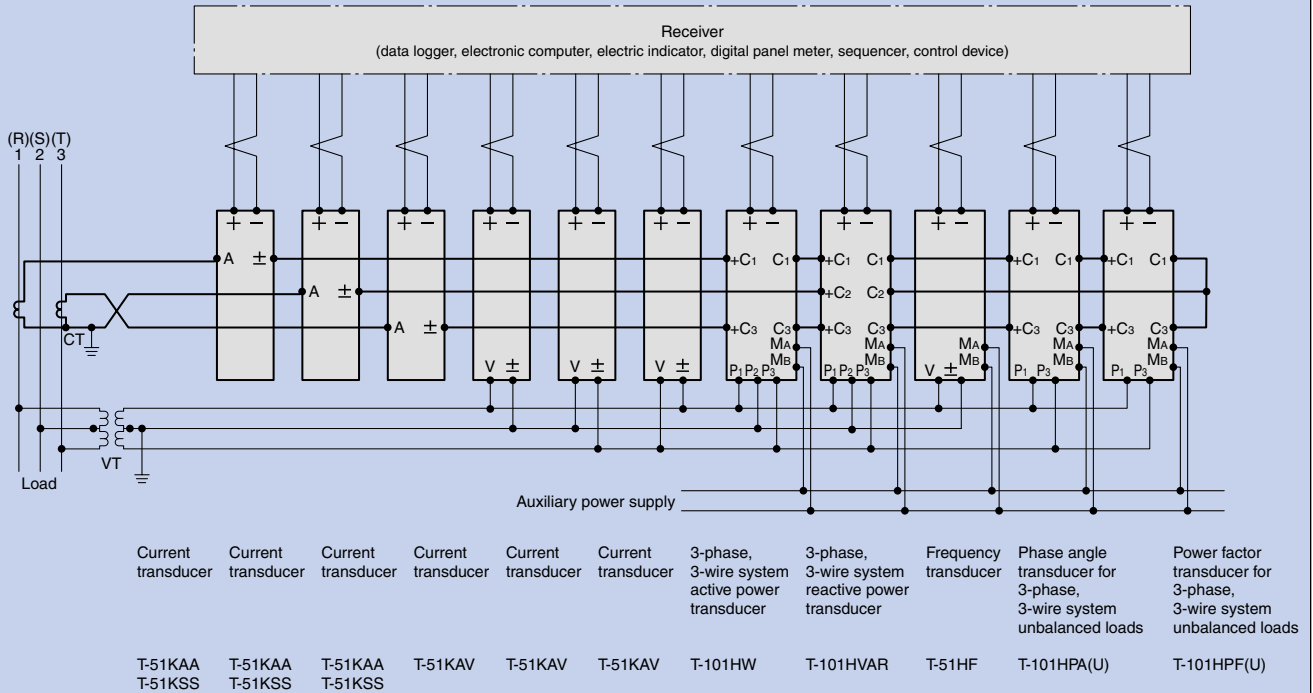 Receiver
(data logger, electronic computer, electric indicator, digital panel meter, sequencer, control device)
(R)(S)(T)
1 2 3
+ − + − + − + − + − + − + − + − + − + − + −
A ± +C1 C1 +C1 C1 +C1 C1 +C1 C1
A ± +C2 C2
A ± +C3 C3 +C3 C3 +C3 C3 +C3 C3
CT
MA MA MA MA MA
MB MB MB MB MB
V ± V ± V ± P1 P2 P3 P1 P2 P3 V ± P1 P3 P1 P3
VT
Load
Auxiliary power supply
Current transducer
Current transducer
Current transducer
Current transducer
Current transducer
Current transducer
3-phase,
3-wire system
active power
transducer
3-phase,
3-wire system
reactive power
transducer
Frequency
transducer
Phase angle
transducer for
3-phase,
3-wire system
unbalanced loads
Power factor
transducer for
3-phase,
3-wire system
unbalanced loads
T-51KAA T-51KAA T-51KAA T-51KAV T-51KAV T-51KAV T-101HW T-101HVAR T-51HF T-101HPA(U) T-101HPF(U)
T-51KSS T-51KSS T-51KSS